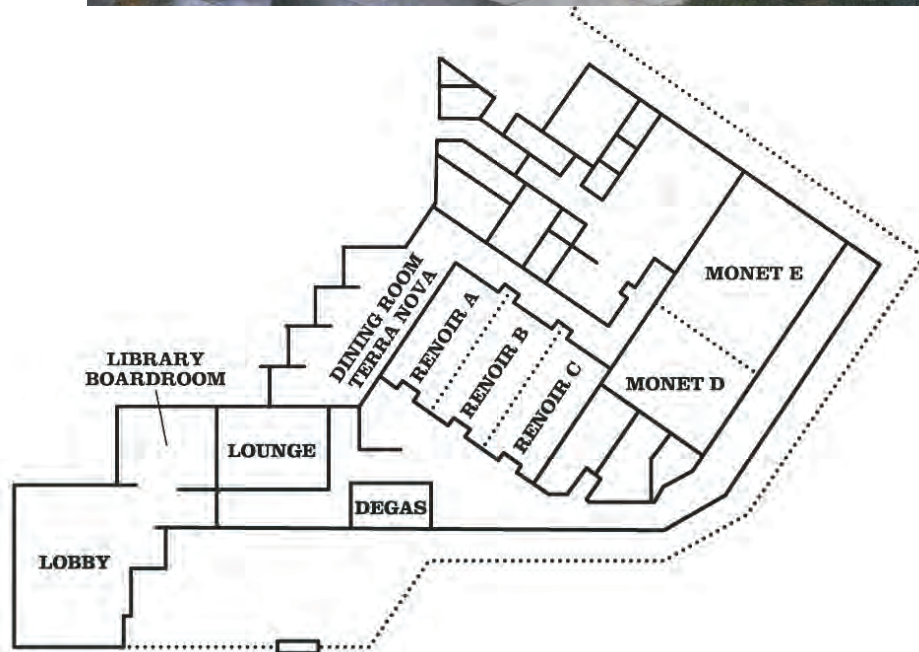 MONET E
DINING ROOM
TERRA NOVA
RENOIR A
RENOIR B
RENOIR C
MONET D
LIBRARY
BOARDROOM
LOUNGE
DEGAS
LOBBY